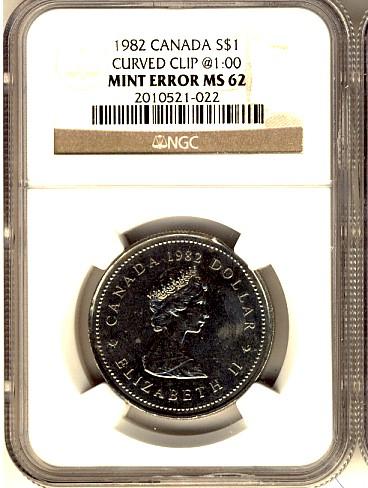 1982 CANADA S$1
CURVED CLIP @1:00
MINT ERROR MS 62
2010521-022
NGC
CANADA 1982 DOLLAR
ELIZABETH II